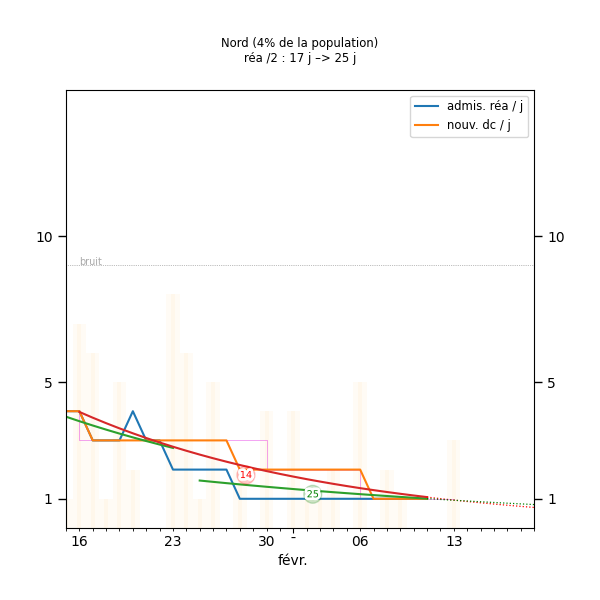 Nord (4% de la population)
réa /2 : 17 j –> 25 j
admis. réa / j
nouv. dc / j
10
10
bruit
5
5
14
25
1
1
16
23
30
-
06
13
févr.